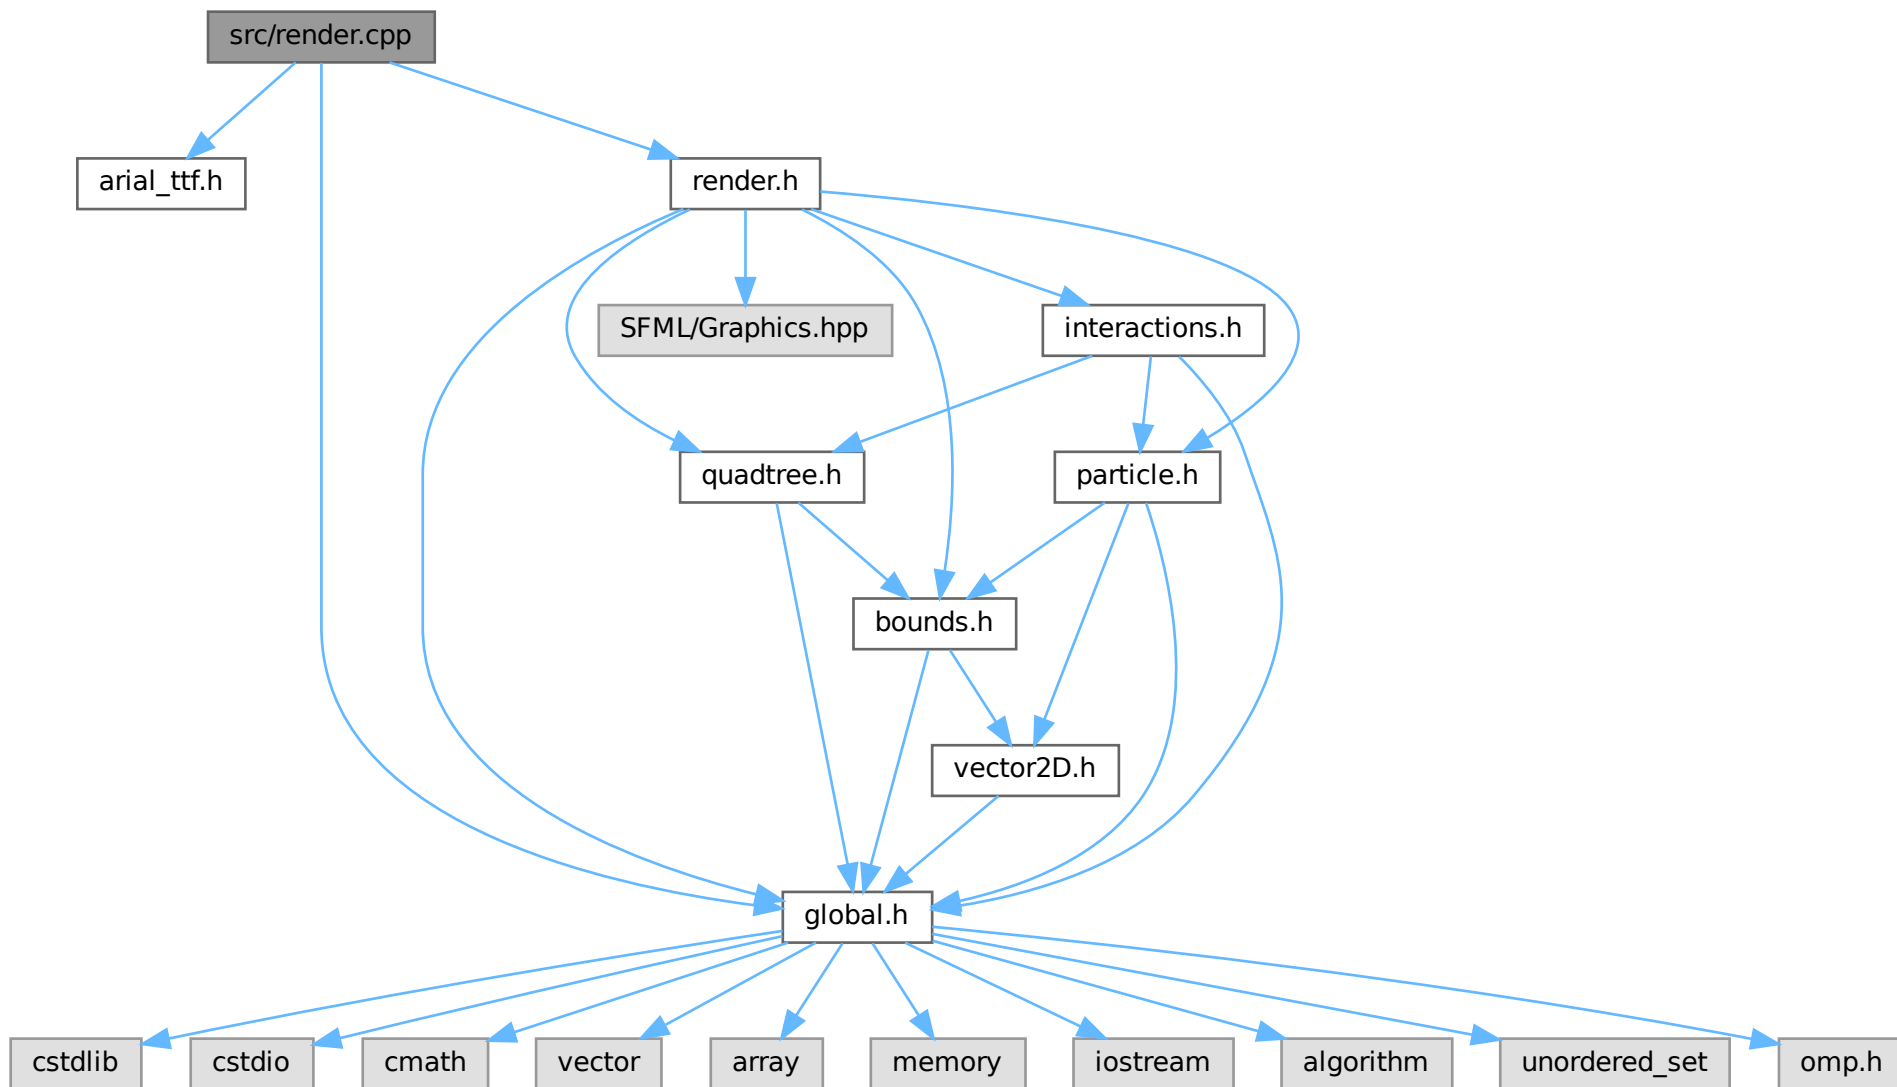 src/render.cpp
arial_ttf.h
render.h
SFML/Graphics.hpp
interactions.h
quadtree.h
particle.h
bounds.h
vector2D.h
global.h
cstdlib
cstdio
cmath
vector
array
memory
iostream
algorithm
unordered_set
omp.h